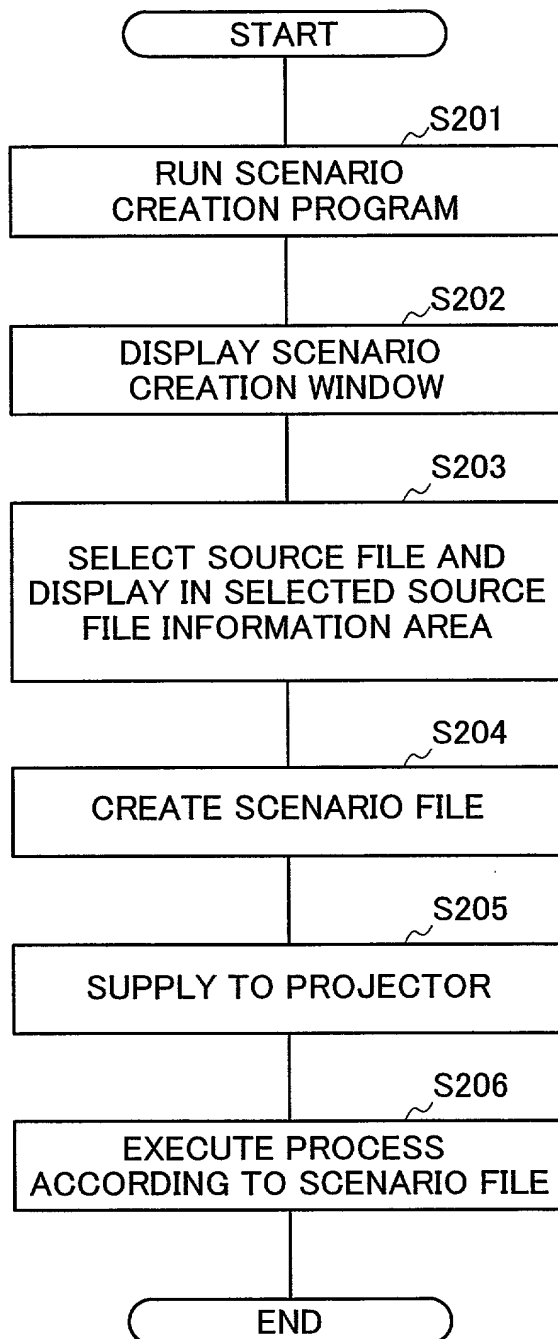 START
S201
RUN SCENARIO
CREATION PROGRAM
S202
DISPLAY SCENARIO
CREATION WINDOW
S203
SELECT SOURCE FILE AND
DISPLAY IN SELECTED SOURCE
FILE INFORMATION AREA
S204
CREATE SCENARIO FILE
S205
SUPPLY TO PROJECTOR
S206
EXECUTE PROCESS
ACCORDING TO SCENARIO FILE
END